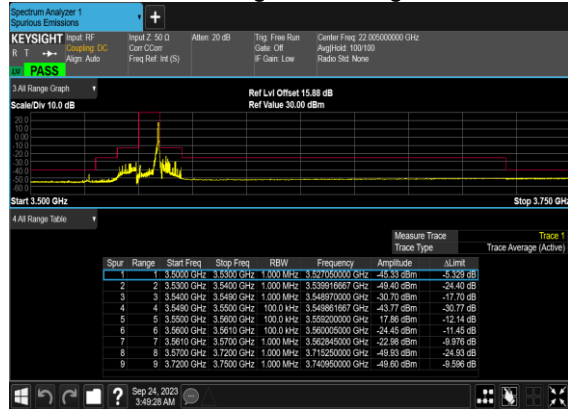 Spectrum Analyzer 1
Spurious Emissions
KEYSIGHT Input: RF Input Z: 50 Ω Atten: 20 dB Trig: Free Run Center Freq: 22.005000000 GHz
R T Coupling: DC Corr CCorr Gate: Off Avg|Hold: 100/100
Align: Auto Freq Ref: Int (S) IF Gain: Low Radio Std: None
PASS
3 All Range Graph
Ref Lvl Offset 15.88 dB
Scale/Div 10.0 dB Ref Value 30.00 dBm
20.0
10.0
0.00
-10.0
-20.0
-30.0
-40.0
-50.0
-60.0
Start 3.500 GHz Stop 3.750 GHz
4 All Range Table
Measure Trace Trace 1
Trace Type Trace Average (Active)
Spur Range Start Freq Stop Freq RBW Frequency Amplitude ΔLimit
1 1 3.5000 GHz 3.5300 GHz 1.000 MHz 3.527050000 GHz -45.33 dBm -5.329 dB
2 2 3.5300 GHz 3.5400 GHz 1.000 MHz 3.539916667 GHz -49.40 dBm -24.40 dB
3 3 3.5400 GHz 3.5490 GHz 1.000 MHz 3.548970000 GHz -30.70 dBm -17.70 dB
4 4 3.5490 GHz 3.5500 GHz 100.0 kHz 3.549861667 GHz -43.77 dBm -30.77 dB
5 5 3.5500 GHz 3.5600 GHz 100.0 kHz 3.559200000 GHz 17.86 dBm -12.14 dB
6 6 3.5600 GHz 3.5610 GHz 100.0 kHz 3.560005000 GHz -24.45 dBm -11.45 dB
7 7 3.5610 GHz 3.5700 GHz 1.000 MHz 3.562845000 GHz -22.98 dBm -9.976 dB
8 8 3.5700 GHz 3.7200 GHz 1.000 MHz 3.715250000 GHz -49.93 dBm -24.93 dB
9 9 3.7200 GHz 3.7500 GHz 1.000 MHz 3.740950000 GHz -49.60 dBm -9.596 dB
? Sep 24, 2023
3:49:28 AM